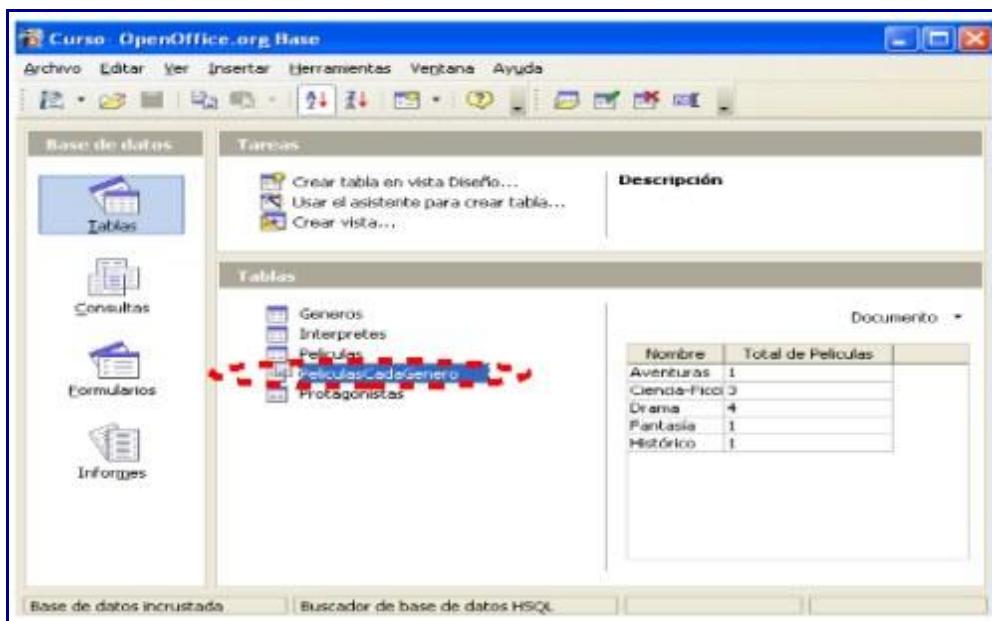 Curso OpenOffice.org Base
Archivo Editar Ver Insertar Herramientas Ventana Ayuda
Base de datos
Tablas
Consultas
Formularios
Informes
Tareas
Crear tabla en vista Diseño...
Usar el asistente para crear tabla...
Crear vista...
Descripción
Tablas
Generos
Interpretes
Peliculas
PeliculasCadaGenero
Protagonistas
Documento
Nombre Total de Peliculas
Aventuras 1
Ciencia-Ficci 3
Drama 4
Fantasía 1
Histórico 1
Base de datos incrustada Buscador de base de datos HSQL